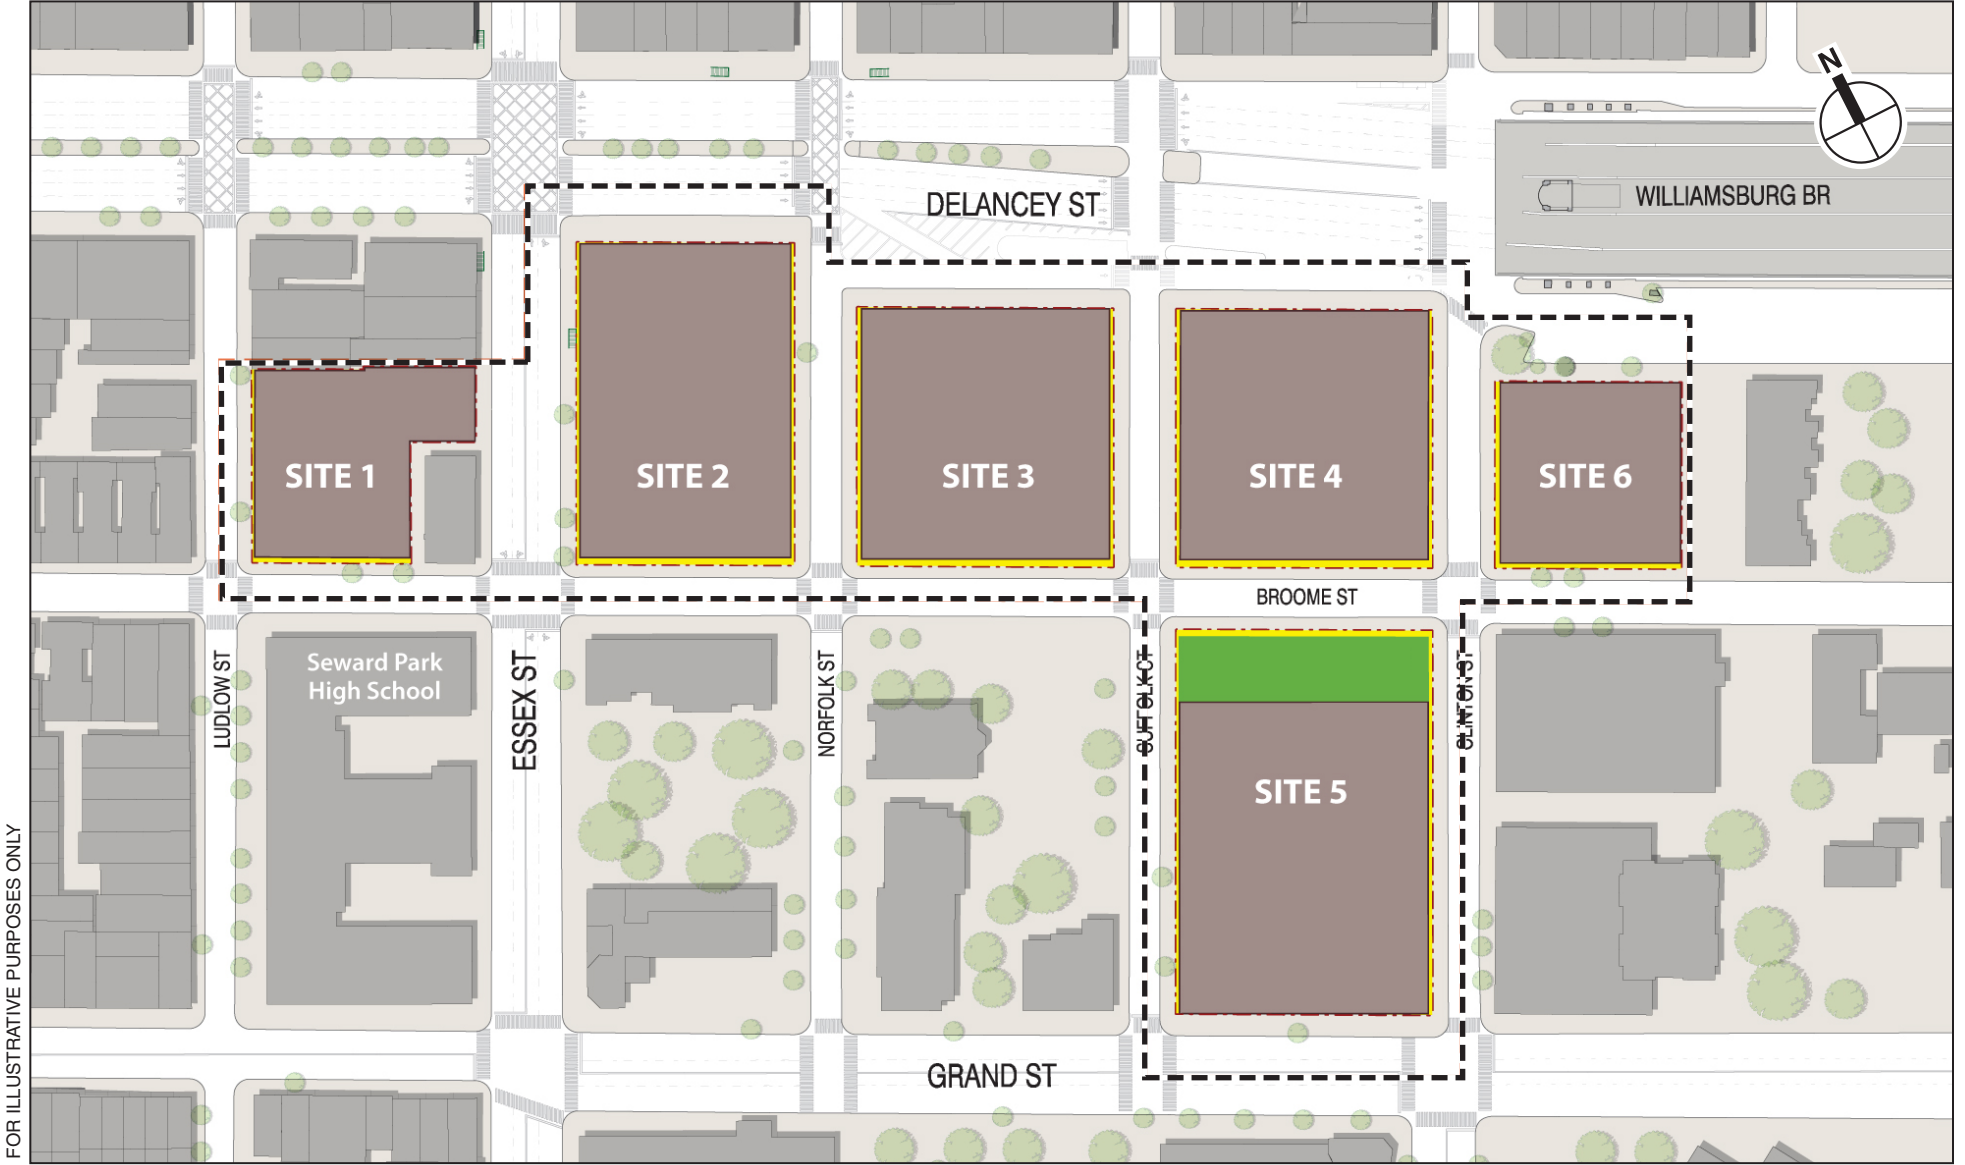 N
DELANCEY ST
WILLIAMSBURG BR
SITE 1
SITE 2
SITE 3
SITE 4
SITE 6
BROOME ST
Seward Park
High School
LUDLOW ST
ESSEX ST
NORFOLK ST
SUFFOLK CT
CLINTON ST
SITE 5
GRAND ST
FOR ILLUSTRATIVE PURPOSES ONLY